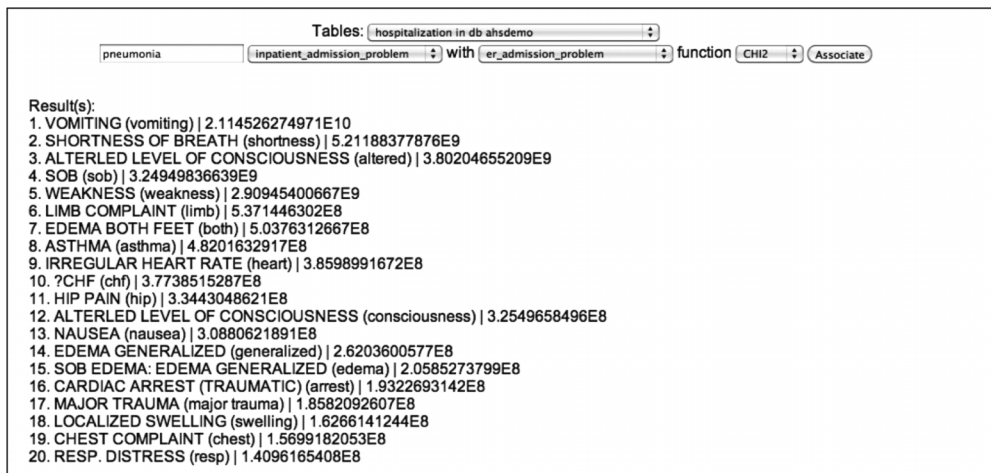 Tables: hospitalization in db ahsdemo
pneumonia inpatient_admission_problem with er_admission_problem function CHI2 Associate
Result(s):
1. VOMITING (vomiting) | 2.114526274971E10
2. SHORTNESS OF BREATH (shortness) | 5.21188377876E9
3. ALTERLED LEVEL OF CONSCIOUSNESS (altered) | 3.80204655209E9
4. SOB (sob) | 3.24949836639E9
5. WEAKNESS (weakness) | 2.90945400667E9
6. LIMB COMPLAINT (limb) | 5.371446302E8
7. EDEMA BOTH FEET (both) | 5.0376312667E8
8. ASTHMA (asthma) | 4.8201632917E8
9. IRREGULAR HEART RATE (heart) | 3.8598991672E8
10. ?CHF (chf) | 3.7738515287E8
11. HIP PAIN (hip) | 3.3443048621E8
12. ALTERLED LEVEL OF CONSCIOUSNESS (consciousness) | 3.2549658496E8
13. NAUSEA (nausea) | 3.0880621891E8
14. EDEMA GENERALIZED (generalized) | 2.6203600577E8
15. SOB EDEMA: EDEMA GENERALIZED (edema) | 2.0585273799E8
16. CARDIAC ARREST (TRAUMATIC) (arrest) | 1.9322693142E8
17. MAJOR TRAUMA (major trauma) | 1.8582092607E8
18. LOCALIZED SWELLING (swelling) | 1.6266141244E8
19. CHEST COMPLAINT (chest) | 1.5699182053E8
20. RESP. DISTRESS (resp) | 1.4096165408E8